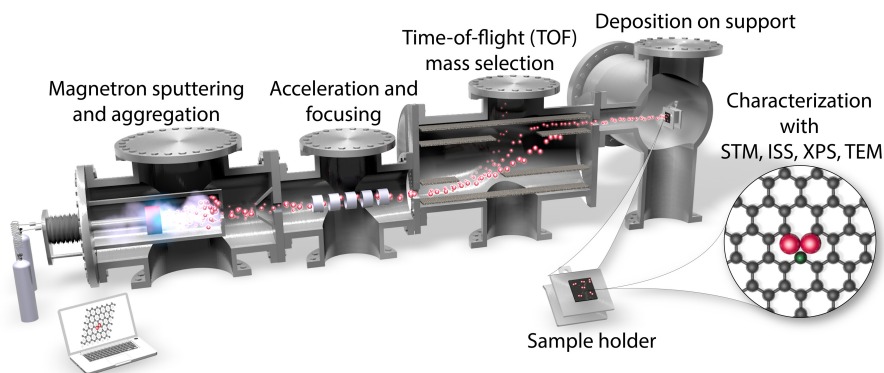 Magnetron sputtering
and aggregation
Acceleration and
focusing
Time-of-flight (TOF)
mass selection
Deposition on support
Characterization
with
STM, ISS, XPS, TEM
Sample holder